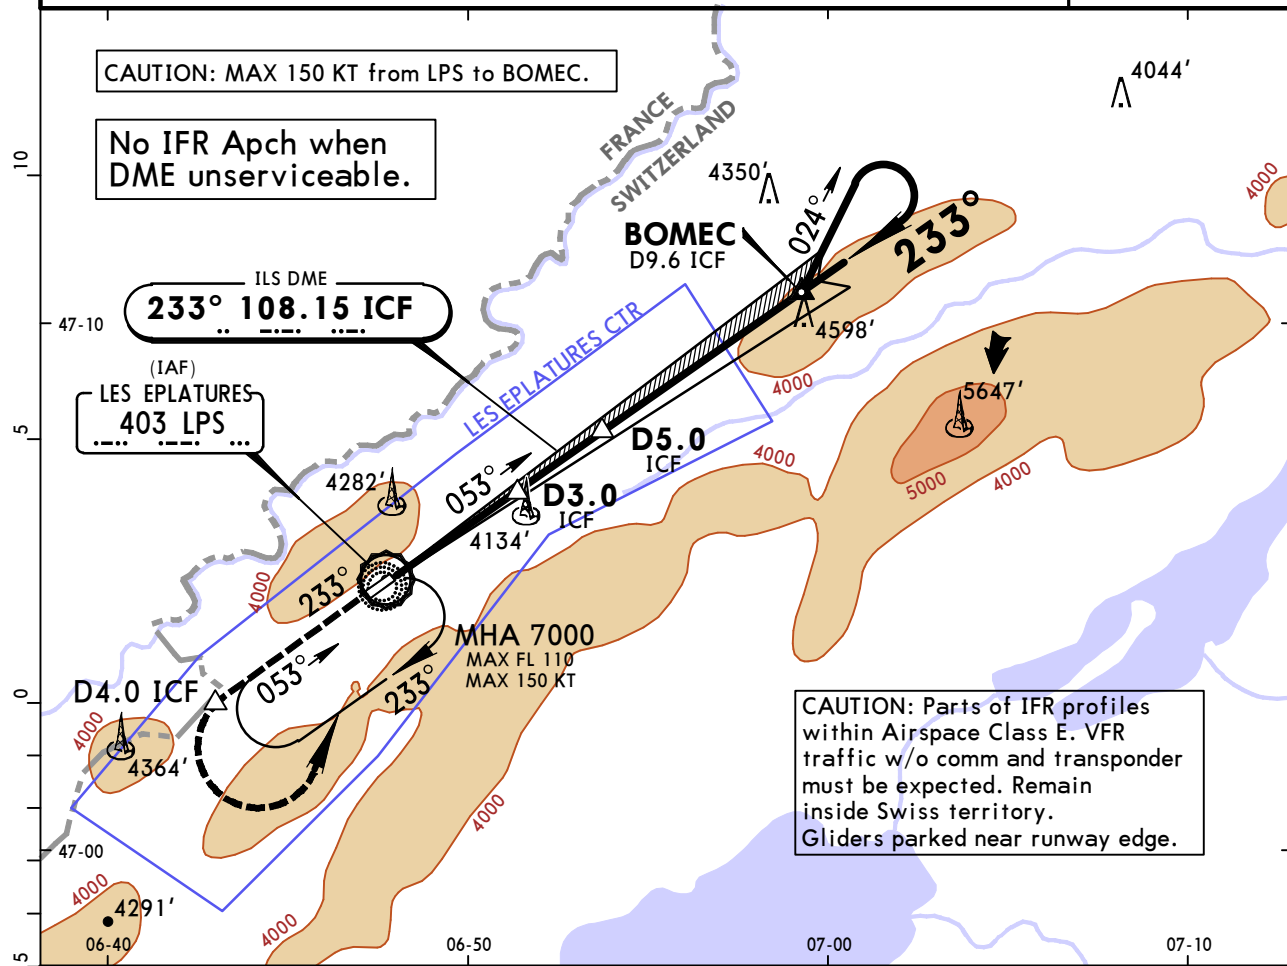 CAUTION: MAX 150 KT from LPS to BOMEC.
4044'
No IFR Apch when
DME unserviceable.
FRANCE
SWITZERLAND
10
4350'
4000
024°
233°
BOMEC
D9.6 ICF
ILS DME
233° 108.15 ICF
47-10
4598'
LES EPLATURES CTR
(IAF)
LES EPLATURES
403 LPS
4000
5647'
5
D5.0
ICF
4000
5000
4000
4282'
053°
D3.0
ICF
4134'
4000
233°
MHA 7000
MAX FL 110
MAX 150 KT
053°
233°
0
D4.0 ICF
4000
4364'
CAUTION: Parts of IFR profiles
within Airspace Class E. VFR
traffic w/o comm and transponder
must be expected. Remain
inside Swiss territory.
Gliders parked near runway edge.
4000
47-00
4000
4291'
4000
5
06-40
06-50
07-00
07-10